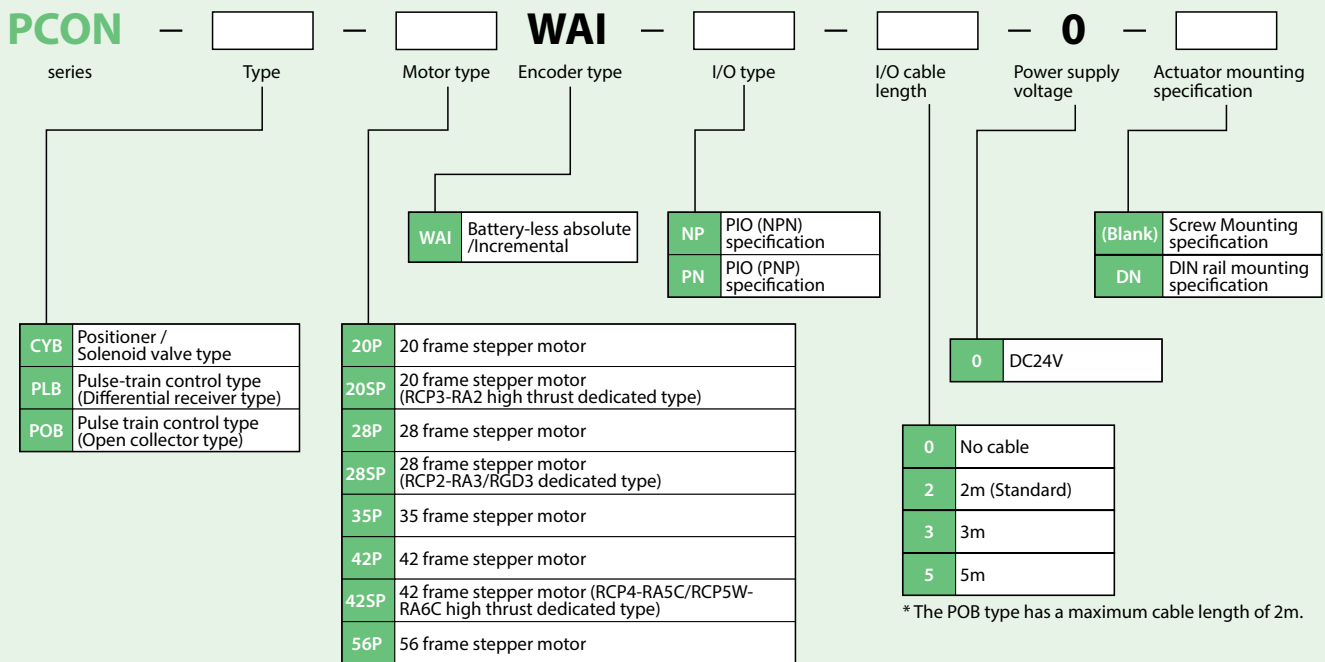 PCON – – WAI – – – 0 –
series
Type
Motor type
Encoder type
I/O type
I/O cable
length
Power supply
voltage
Actuator mounting
specification
WAI
Battery-less absolute
/Incremental
NP
PIO (NPN)
specification
PN
PIO (PNP)
specification
(Blank)
Screw Mounting
specification
DN
DIN rail mounting
specification
CYB
Positioner /
Solenoid valve type
PLB
Pulse-train control type
(Differential receiver type)
POB
Pulse train control type
(Open collector type)
20P
20 frame stepper motor
20SP
20 frame stepper motor
(RCP3-RA2 high thrust dedicated type)
28P
28 frame stepper motor
28SP
28 frame stepper motor
(RCP2-RA3/RGD3 dedicated type)
35P
35 frame stepper motor
42P
42 frame stepper motor
42SP
42 frame stepper motor (RCP4-RA5C/RCP5W-
RA6C high thrust dedicated type)
56P
56 frame stepper motor
0
DC24V
0
No cable
2
2m (Standard)
3
3m
5
5m
* The POB type has a maximum cable length of 2m.